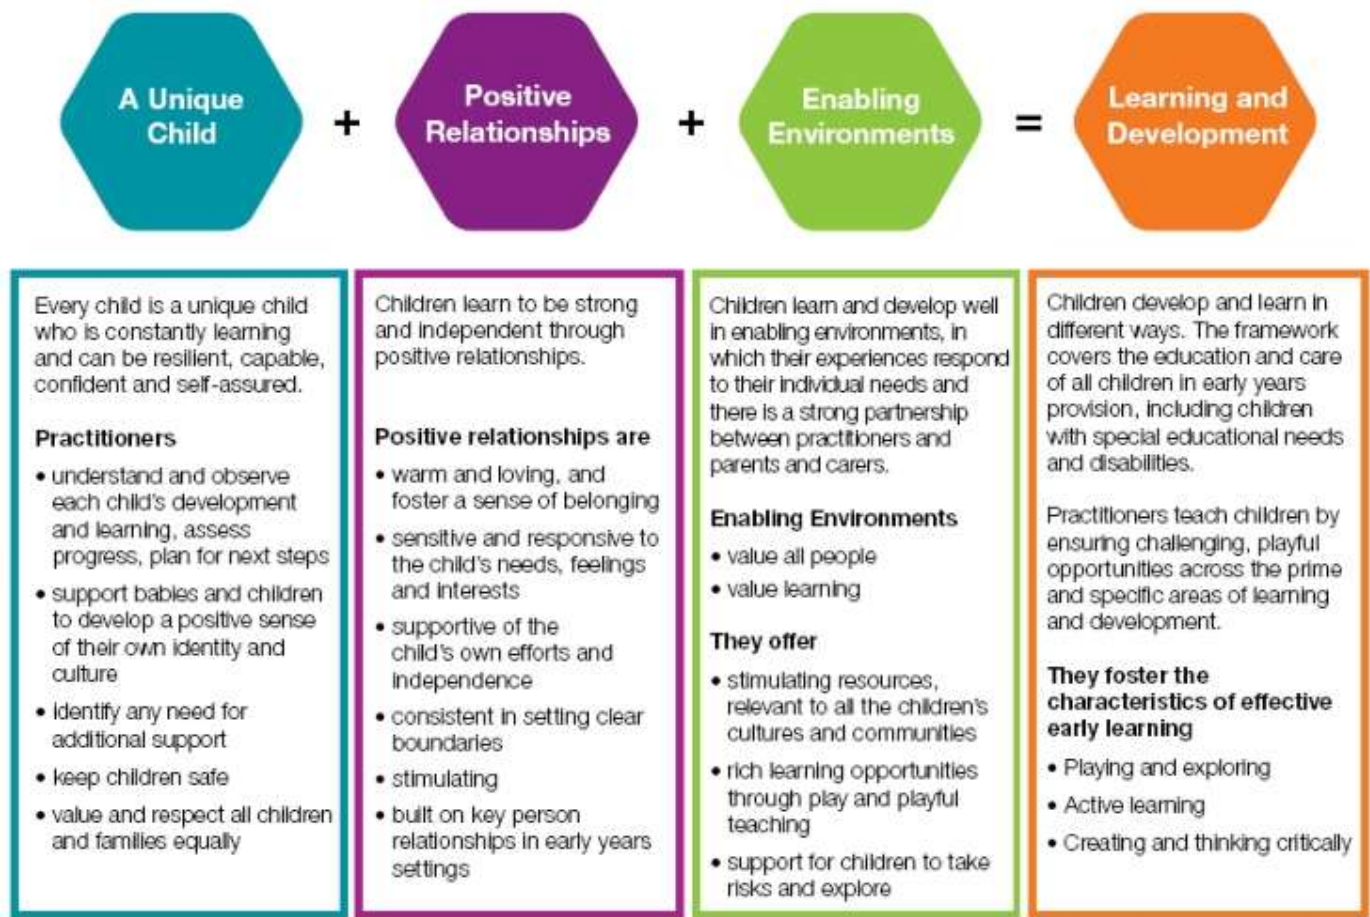 A Unique
Child
+
Positive
Relationships
+
Enabling
Environments
=
Learning and
Development
Every child is a unique child
who is constantly learning
and can be resilient, capable,
confident and self-assured.
Practitioners
• understand and observe
each child's development
and learning, assess
progress, plan for next steps
• support babies and children
to develop a positive sense
of their own identity and
culture
• identify any need for
additional support
• keep children safe
• value and respect all children
and families equally
Children learn to be strong
and independent through
positive relationships.
Positive relationships are
• warm and loving, and
foster a sense of belonging
• sensitive and responsive to
the child's needs, feelings
and interests
• supportive of the
child's own efforts and
independence
• consistent in setting clear
boundaries
• stimulating
• built on key person
relationships in early years
settings
Children learn and develop well
in enabling environments, in
which their experiences respond
to their individual needs and
there is a strong partnership
between practitioners and
parents and carers.
Enabling Environments
• value all people
• value learning
They offer
• stimulating resources,
relevant to all the children's
cultures and communities
• rich learning opportunities
through play and playful
teaching
• support for children to take
risks and explore
Children develop and learn in
different ways. The framework
covers the education and care
of all children in early years
provision, including children
with special educational needs
and disabilities.
Practitioners teach children by
ensuring challenging, playful
opportunities across the prime
and specific areas of learning
and development.
They foster the
characteristics of effective
early learning
• Playing and exploring
• Active learning
• Creating and thinking critically